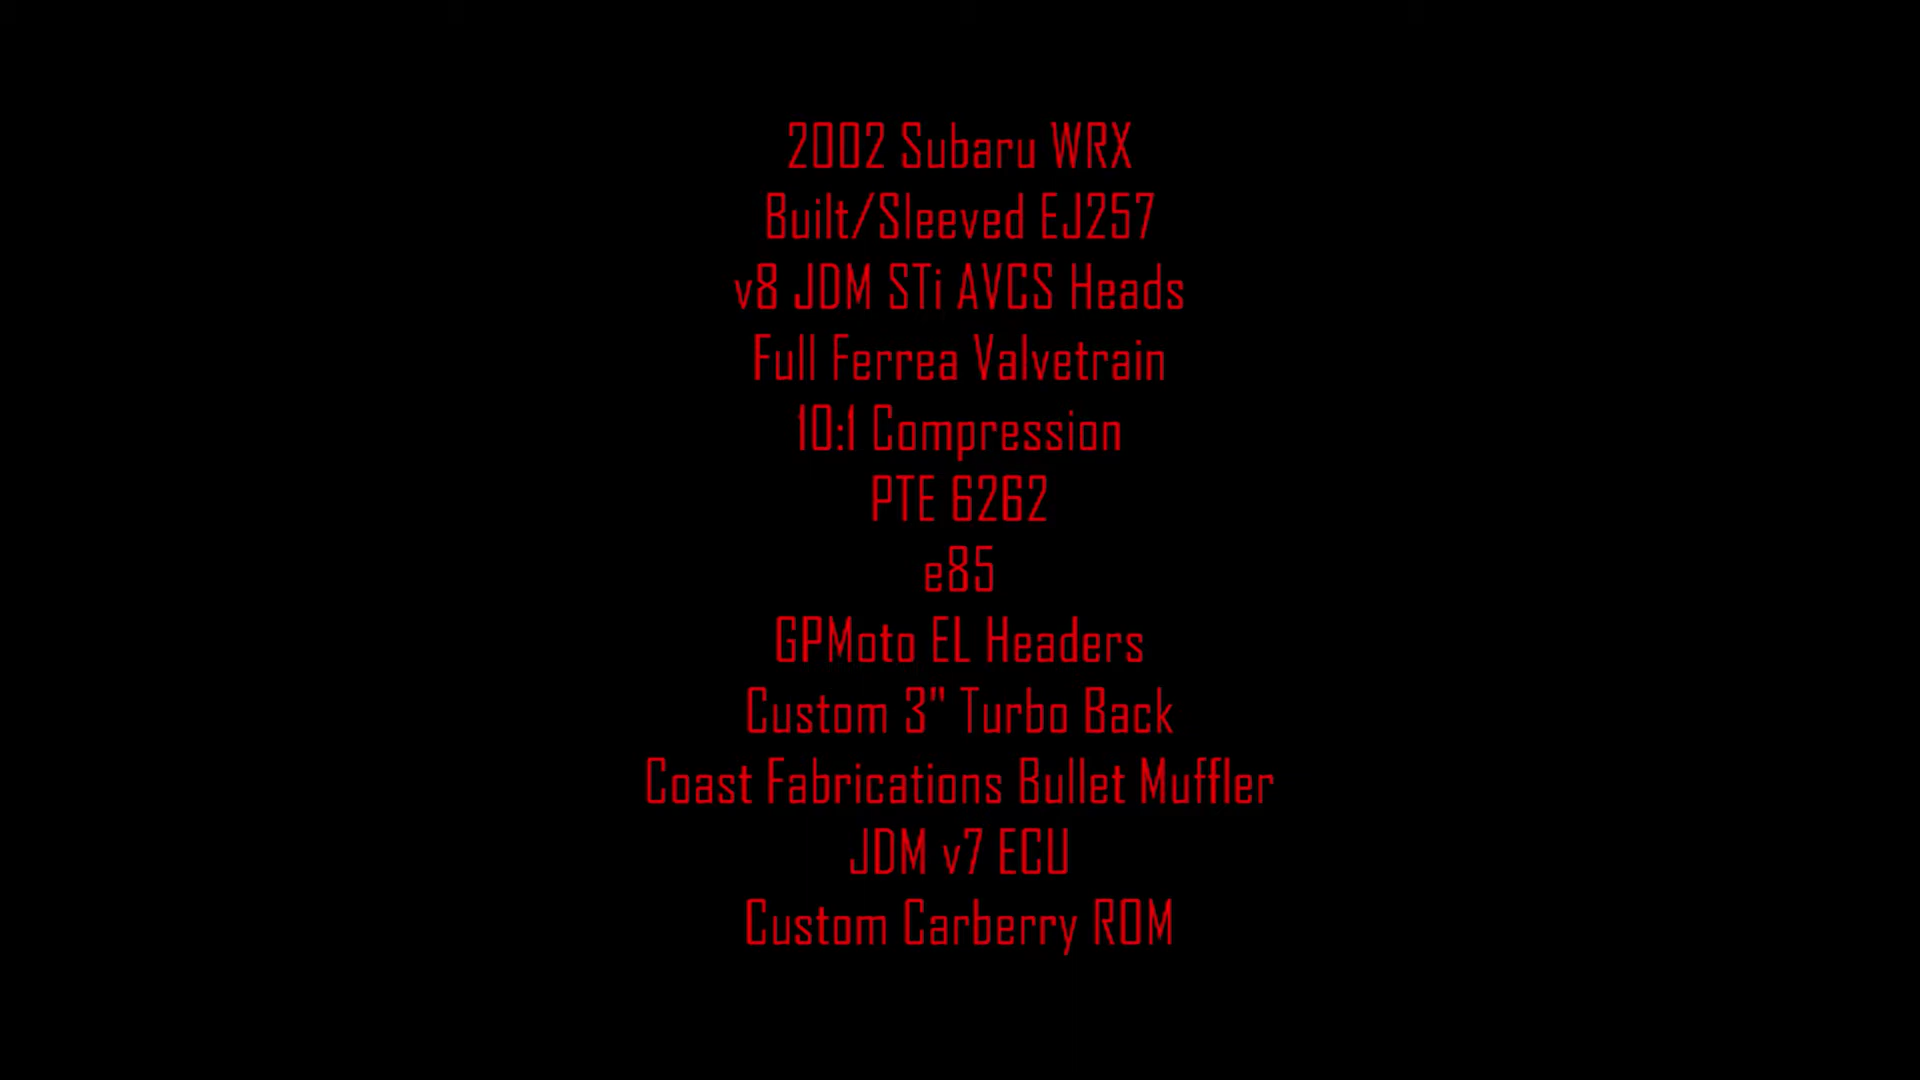 2002 Subaru WRX
Built/Sleeved EJ257
v8 JDM STi AVCS Heads
Full Ferrea Valvetrain
10:1 Compression
PTE 6262
e85
GPMoto EL Headers
Custom 3" Turbo Back
Coast Fabrications Bullet Muffler
JDM v7 ECU
Custom Carberry ROM